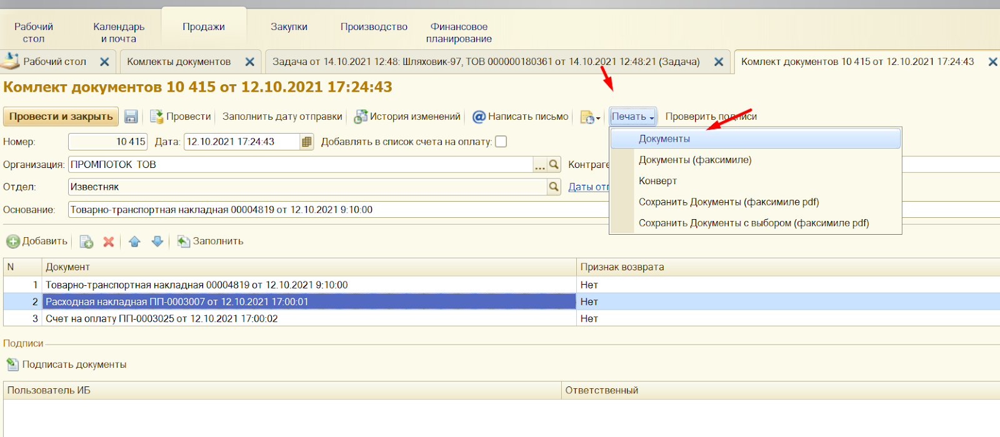 Рабочий стол
Календарь и почта
Продажи
Закупки
Производство
Финансовое планирование
Рабочий стол
Комлекты документов
Задача от 14.10.2021 12:48: Шляховик-97, ТОВ 000000180361 от 14.10.2021 12:48:21 (Задача)
Комлект документов 10 415 от 12.10.2021 17:24:43
Комлект документов 10 415 от 12.10.2021 17:24:43
Провести и закрыть
Провести
Заполнить дату отправки
История изменений
Написать письмо
Печать
Проверить подписи
Номер: 10 415 Дата: 12.10.2021 17:24:43 Добавлять в список счета на оплату:
Документы
Документы (факсимиле)
Конверт
Сохранить Документы (факсимиле pdf)
Сохранить Документы с выбором (факсимиле pdf)
Организация: ПРОМПОТОК ТОВ ... Контраге
Отдел: Известняк Даты отп
Основание: Товарно-транспортная накладная 00004819 от 12.10.2021 9:10:00
Добавить Заполнить
N Документ Признак возврата
1 Товарно-транспортная накладная 00004819 от 12.10.2021 9:10:00 Нет
2 Расходная накладная ПП-0003007 от 12.10.2021 17:00:01 Нет
3 Счет на оплату ПП-0003025 от 12.10.2021 17:00:02 Нет
Подписи
Подписать документы
Пользователь ИБ Ответственный